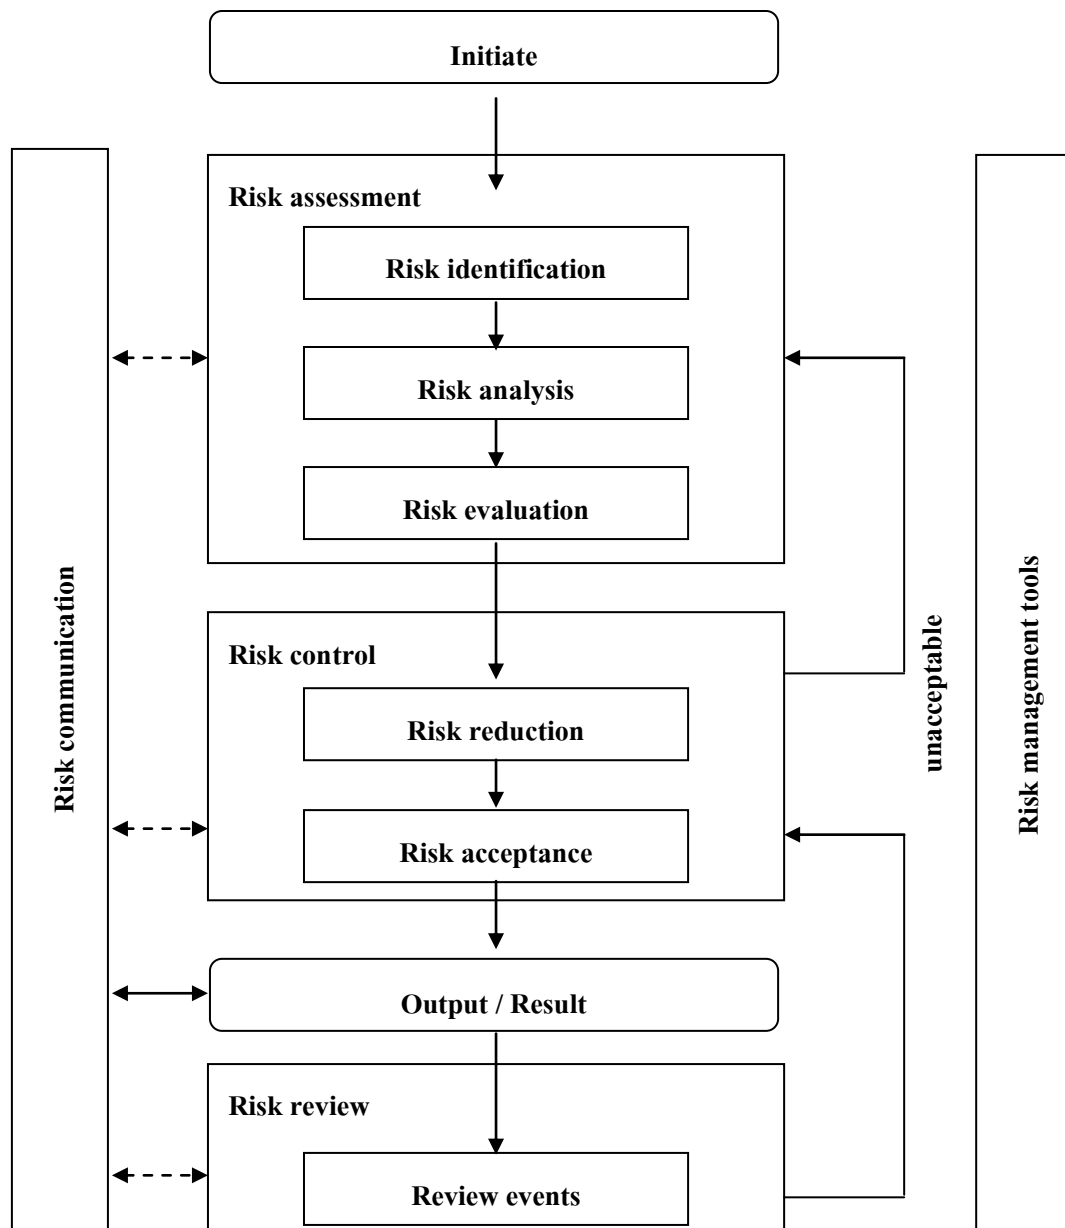 Initiate
Risk assessment
Risk identification
Risk analysis
Risk evaluation
Risk control
Risk reduction
Risk acceptance
Output / Result
Risk review
Review events
Risk communication
unacceptable
Risk management tools